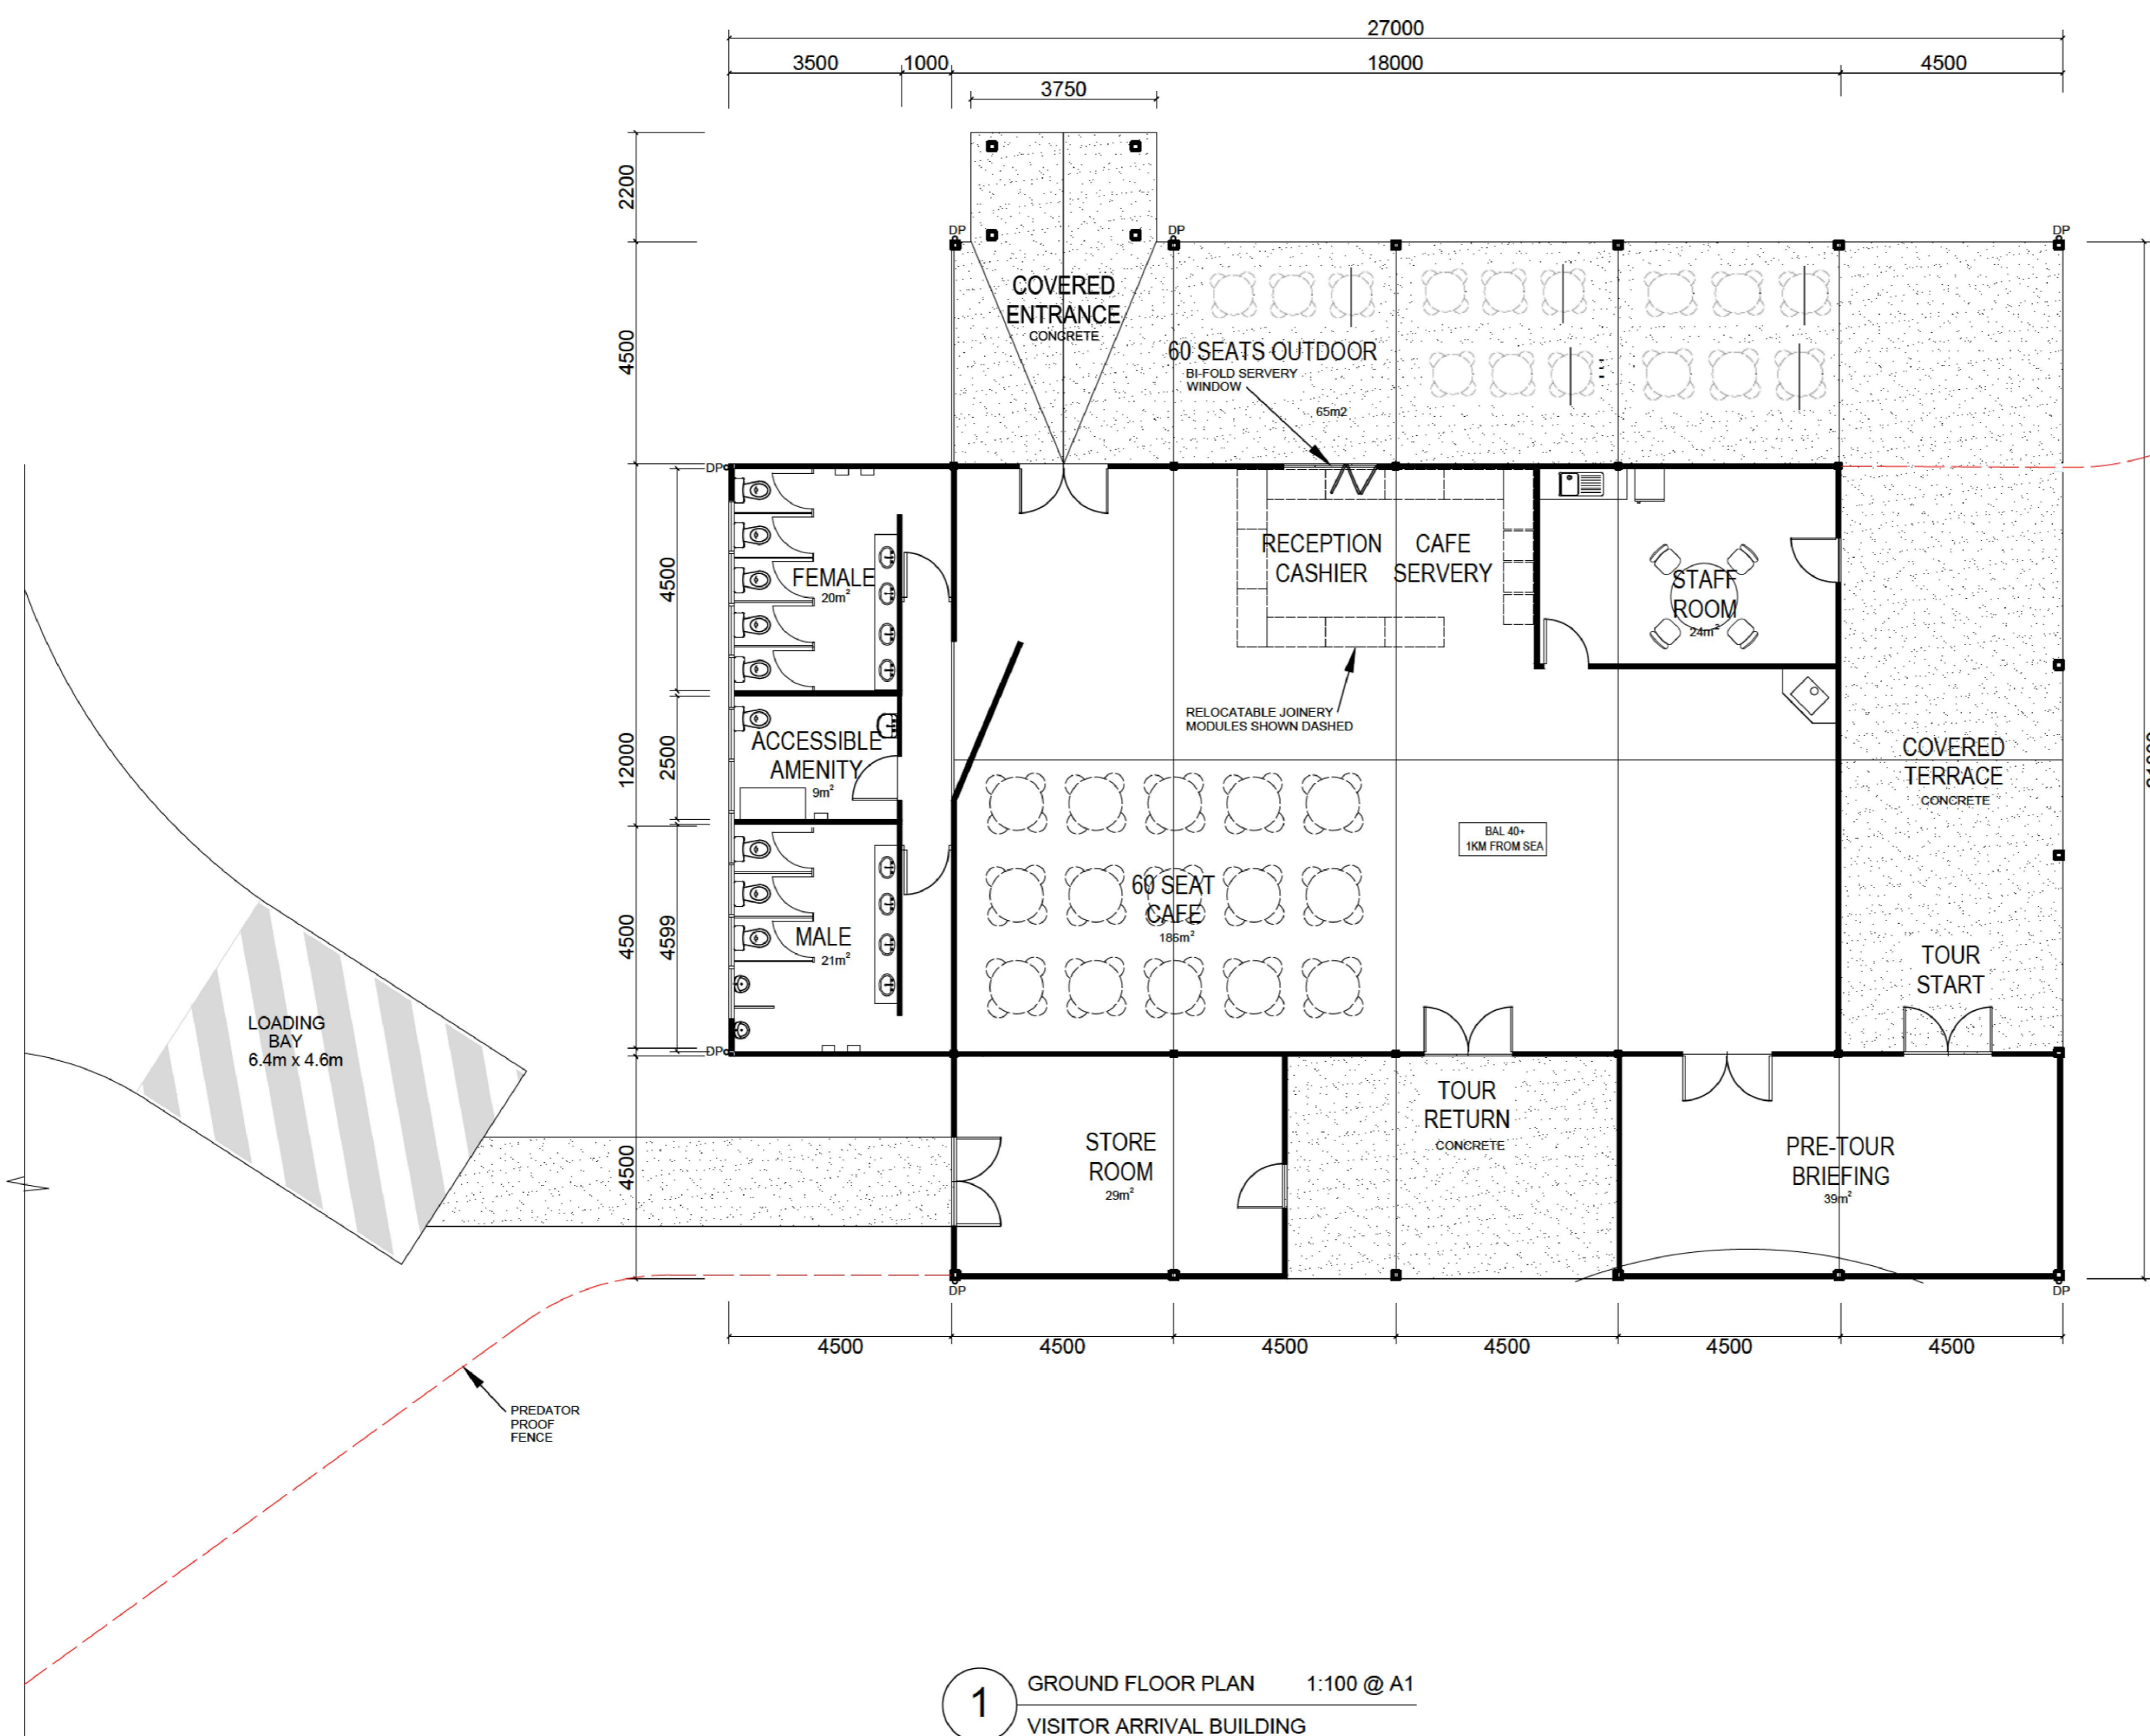 27000
3500
1000
18000
4500
3750
2200
DP
DP
DP
COVERED
ENTRANCE
CONCRETE
4500
60 SEATS OUTDOOR
BI-FOLD SERVERY
WINDOW
65m2
DP
RECEPTION
CASHIER
CAFE
SERVERY
4500
FEMALE
20m²
STAFF
ROOM
24m²
RELOCATABLE JOINERY
MODULES SHOWN DASHED
12000
2500
ACCESSIBLE
AMENITY
9m²
COVERED
TERRACE
CONCRETE
BAL 40+
1KM FROM SEA
60 SEAT
CAFE
186m²
4500
4599
MALE
21m²
TOUR
START
LOADING
BAY
6.4m x 4.6m
DP
TOUR
RETURN
CONCRETE
4500
STORE
ROOM
29m²
PRE-TOUR
BRIEFING
39m²
DP
DP
4500
4500
4500
4500
4500
4500
PREDATOR
PROOF
FENCE
1
GROUND FLOOR PLAN 1:100 @ A1
VISITOR ARRIVAL BUILDING